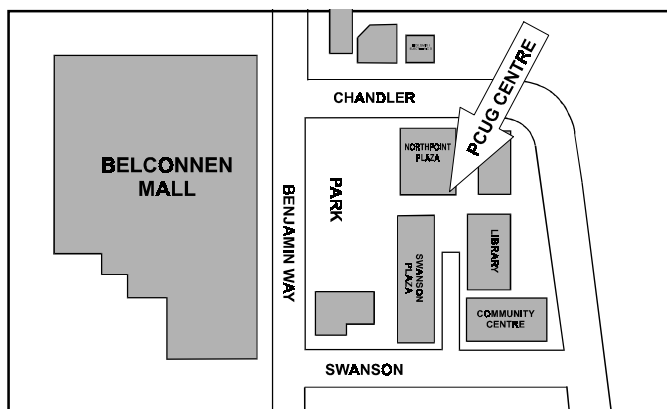 CHANDLER
PCUG CENTRE
NORTHPOINT
PLAZA
BELCONNEN
MALL
BENJAMIN WAY
PARK
SWANSON
PLAZA
LIBRARY
COMMUNITY
CENTRE
SWANSON